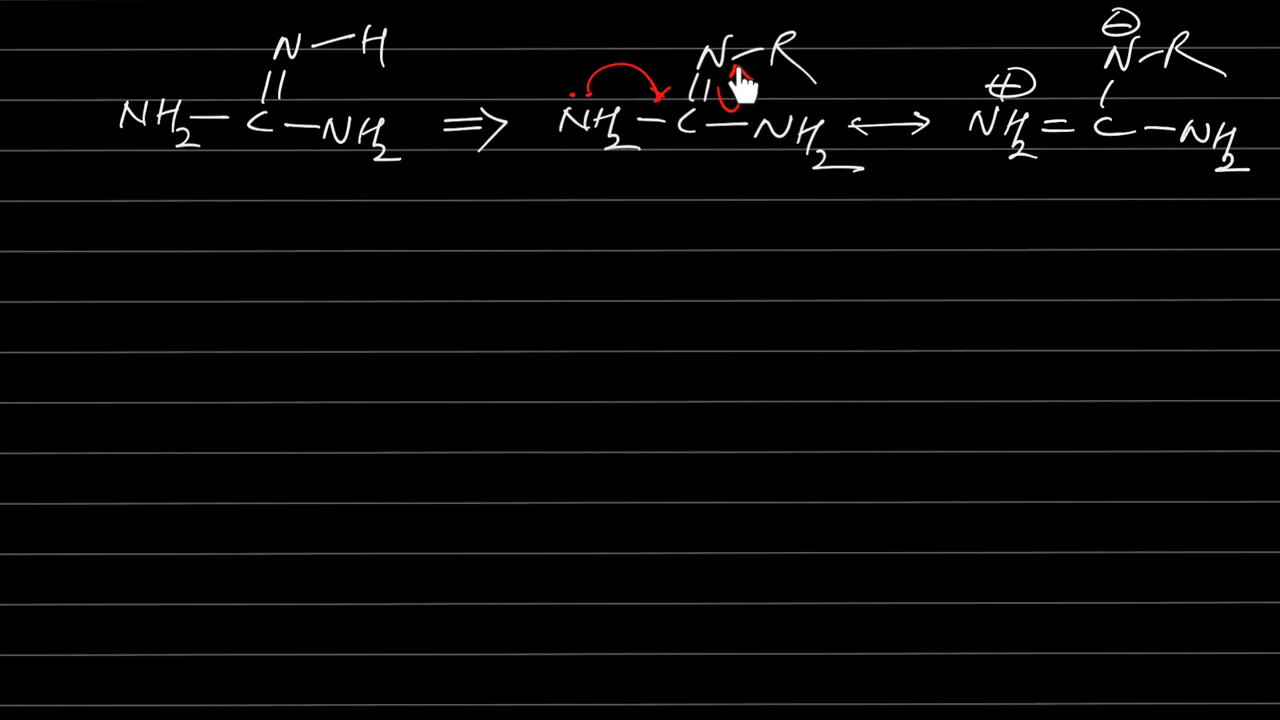 N—H N—R ⊖ N—R
NH2—C—NH2 ⇒ NH2—C—NH2 ↔ ⊕ NH2=C—NH2